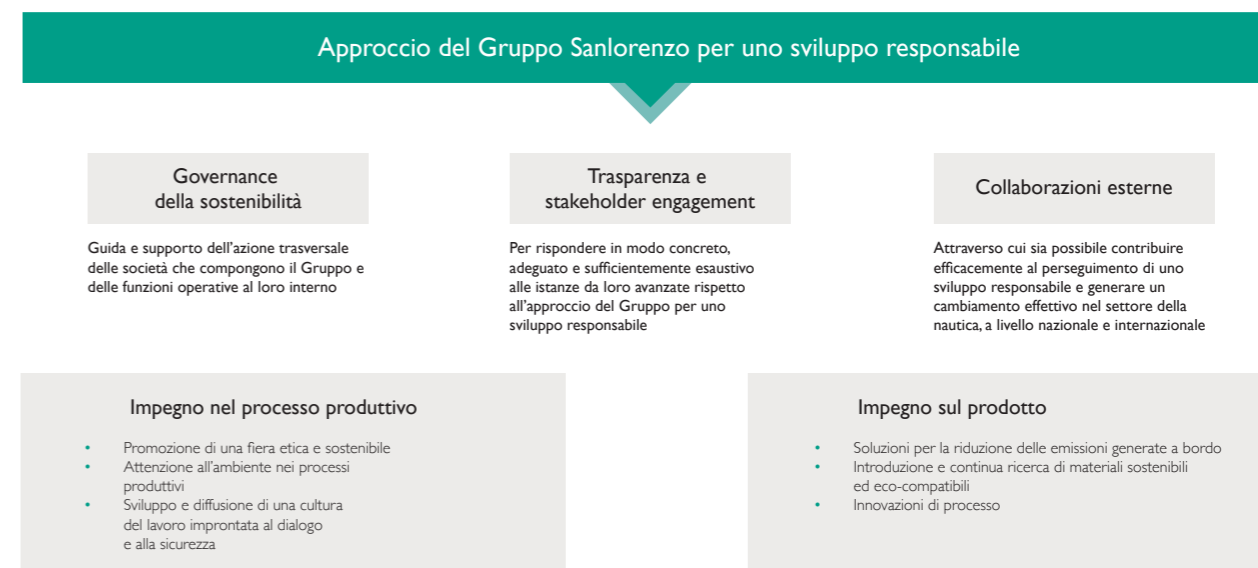 Approccio del Gruppo Sanlorenzo per uno sviluppo responsabile
Governance
della sostenibilità
Guida e supporto dell'azione trasversale
delle società che compongono il Gruppo e
delle funzioni operative al loro interno
Trasparenza e
stakeholder engagement
Per rispondere in modo concreto,
adeguato e sufficientemente esaustivo
alle istanze da loro avanzate rispetto
all'approccio del Gruppo per uno
sviluppo responsabile
Collaborazioni esterne
Attraverso cui sia possibile contribuire
efficacemente al perseguimento di uno
sviluppo responsabile e generare un
cambiamento effettivo nel settore della
nautica, a livello nazionale e internazionale
Impegno nel processo produttivo
• Promozione di una fiera etica e sostenibile
• Attenzione all'ambiente nei processi
produttivi
• Sviluppo e diffusione di una cultura
del lavoro improntata al dialogo
e alla sicurezza
Impegno sul prodotto
• Soluzioni per la riduzione delle emissioni generate a bordo
• Introduzione e continua ricerca di materiali sostenibili
ed eco-compatibili
• Innovazioni di processo